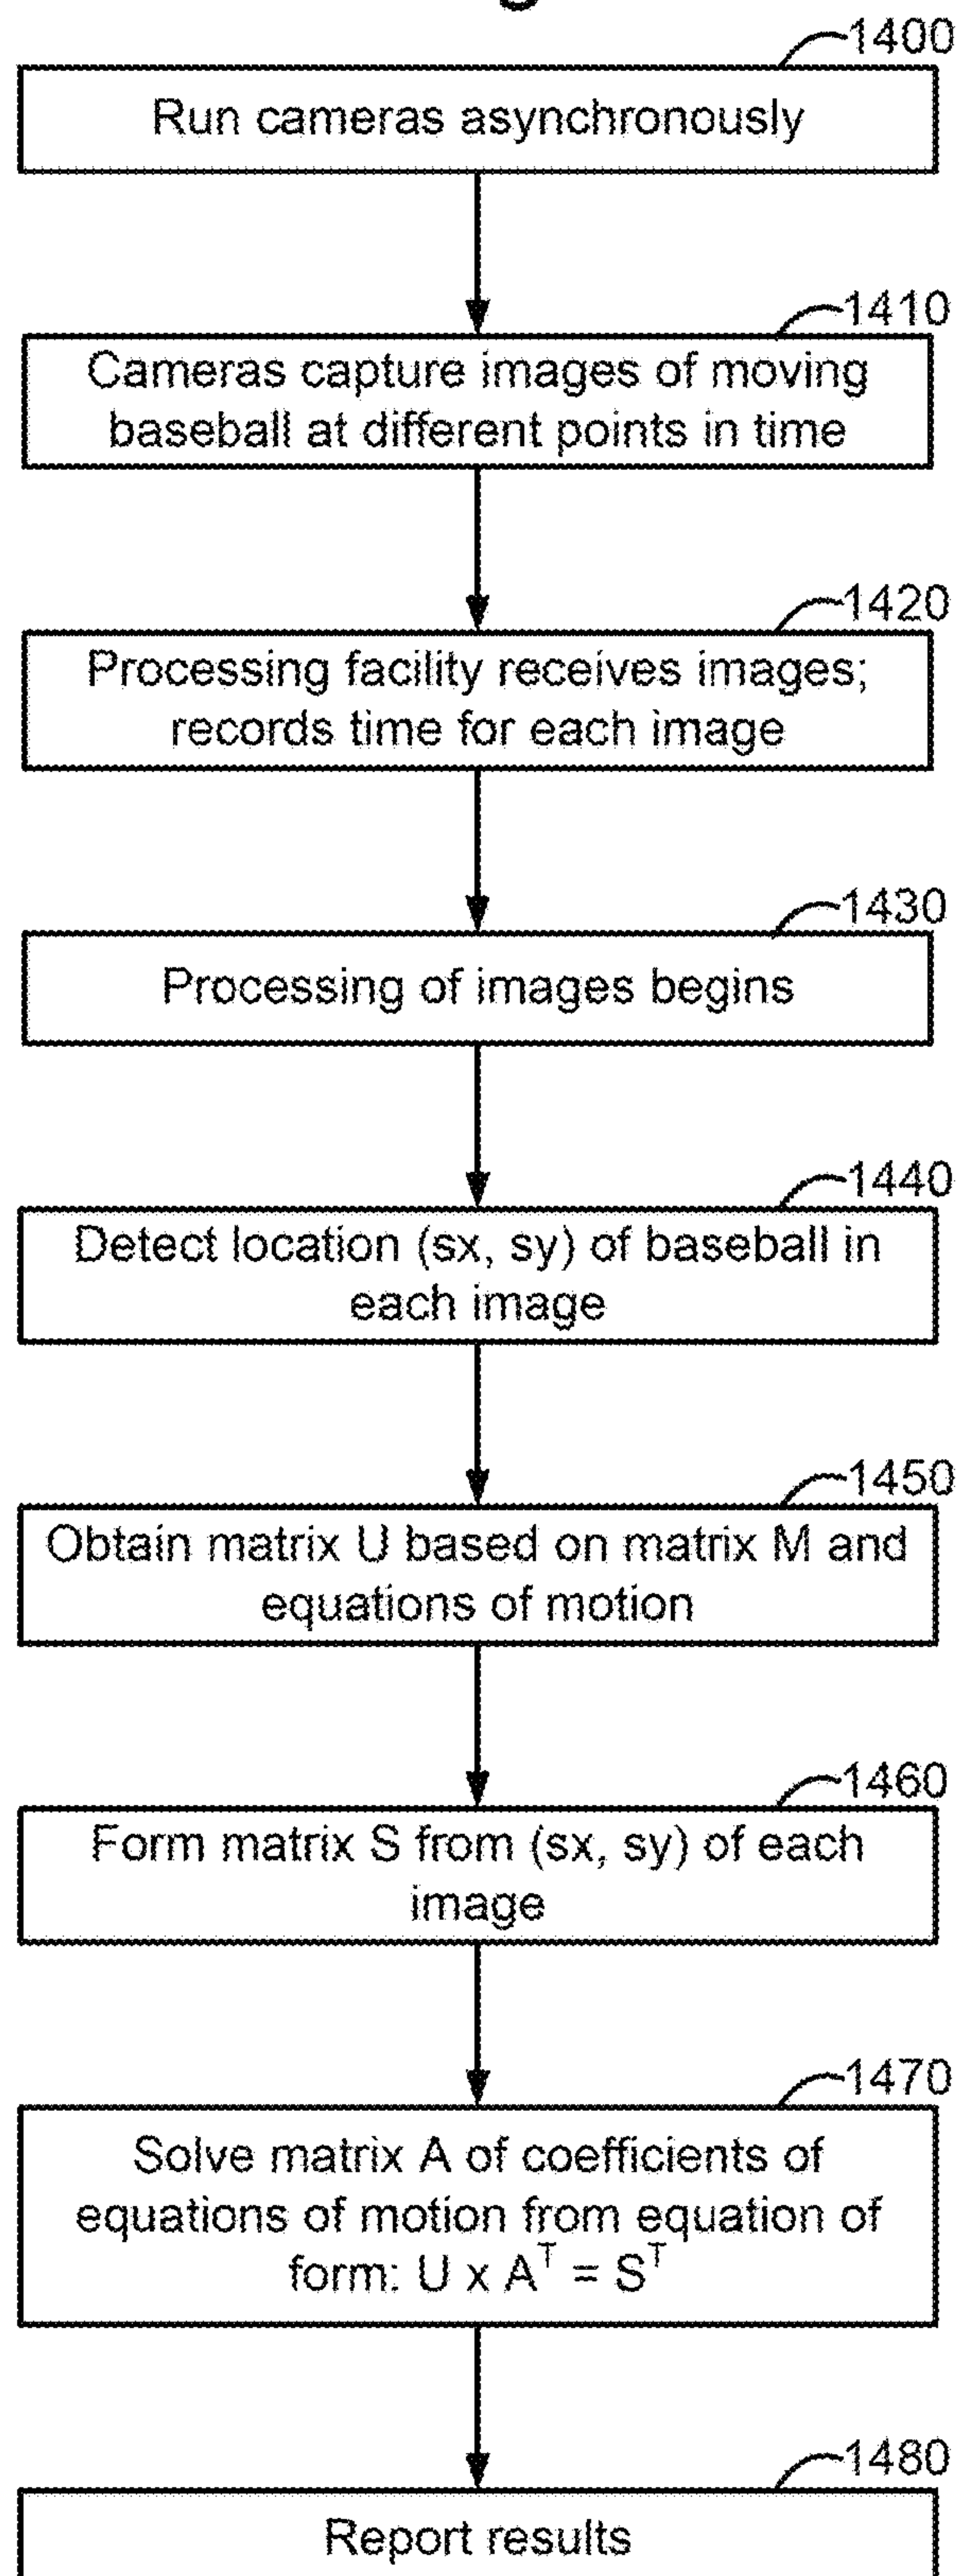 1400
Run cameras asynchronously
1410
Cameras capture images of moving
baseball at different points in time
1420
Processing facility receives images;
records time for each image
1430
Processing of images begins
1440
Detect location (sx, sy) of baseball in
each image
1450
Obtain matrix U based on matrix M and
equations of motion
1460
Form matrix S from (sx, sy) of each
image
1470
Solve matrix A of coefficients of
equations of motion from equation of
form: U x Aᵀ = Sᵀ
1480
Report results